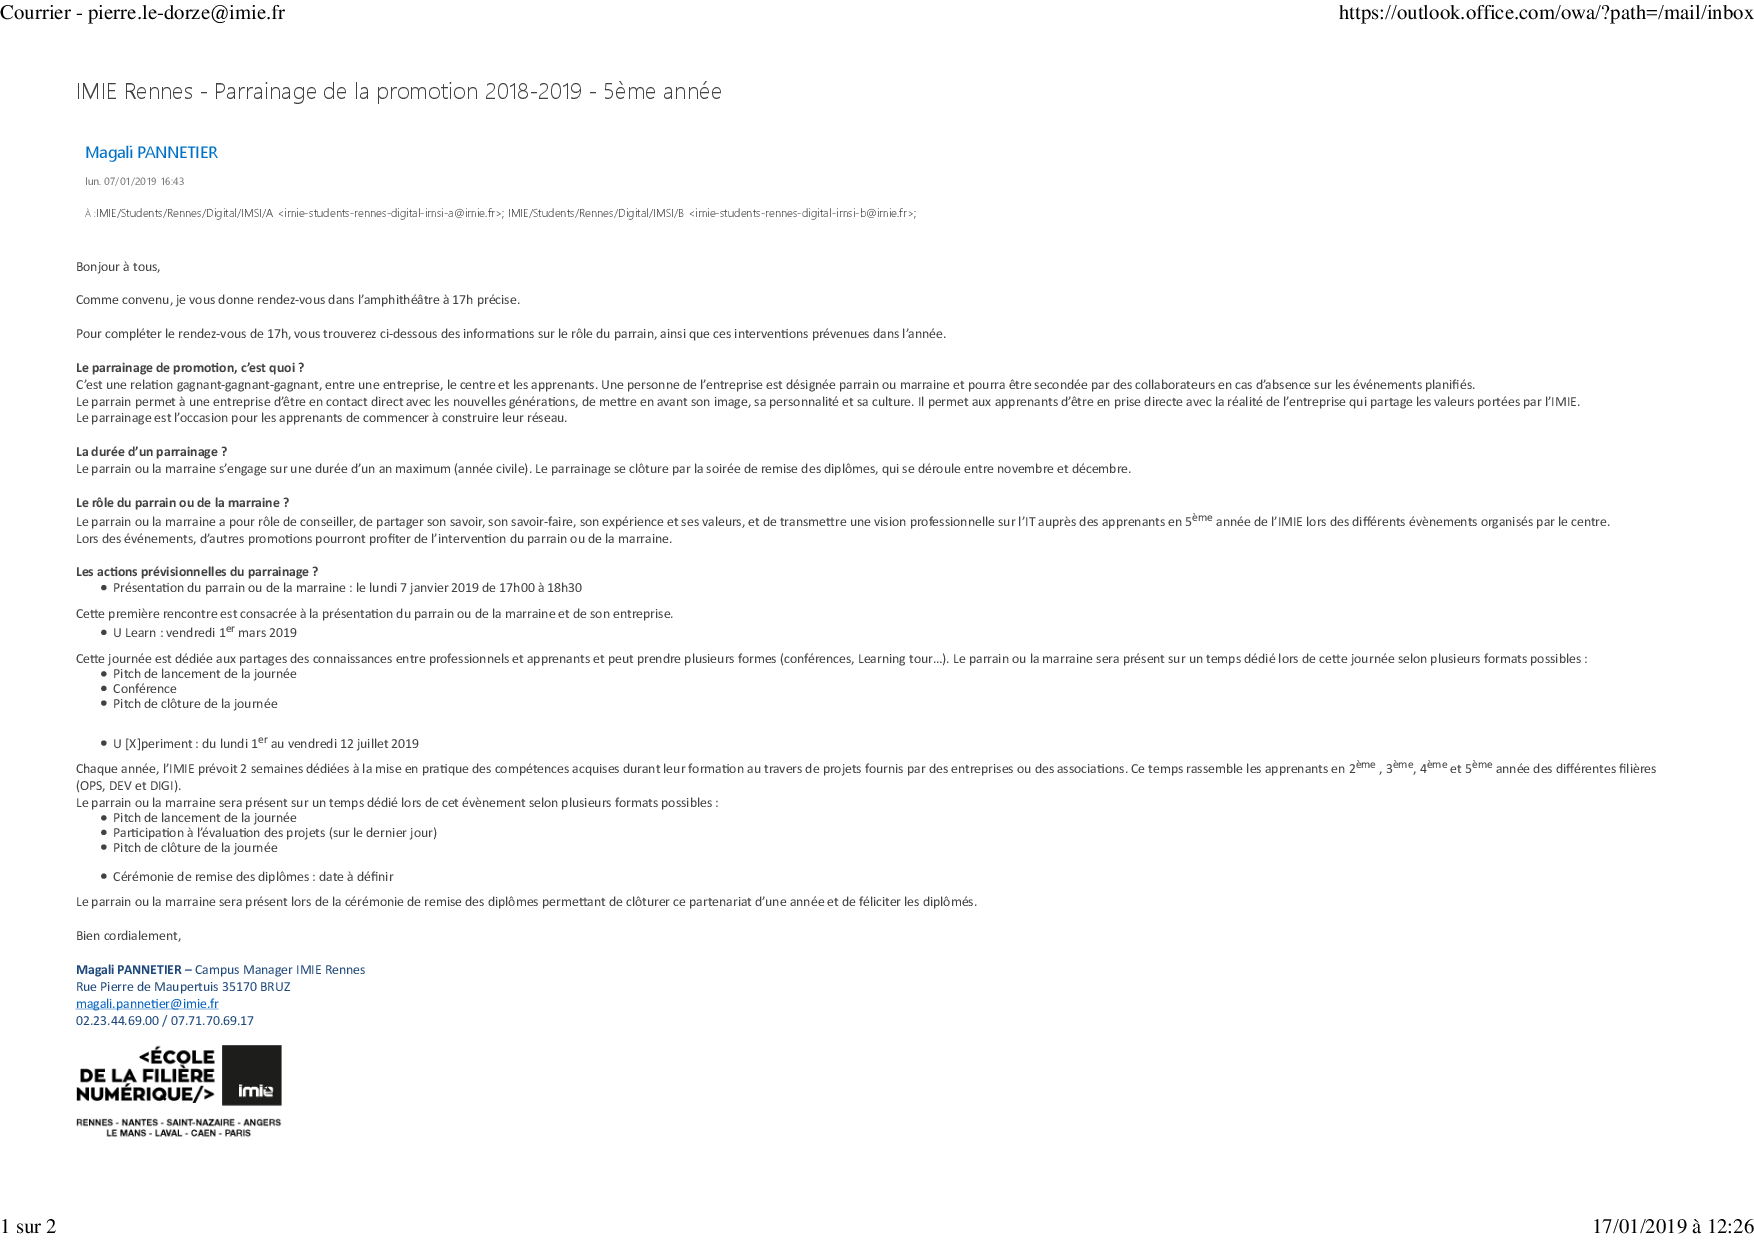 Courrier - pierre.le-dorze@imie.fr
https://outlook.office.com/owa/?path=/mail/inbox
IMIE Rennes - Parrainage de la promotion 2018-2019 - 5ème année
Magali PANNETIER
lun. 07/01/2019 16:43
À :IMIE/Students/Rennes/Digital/IMSI/A <imie-students-rennes-digital-imsi-a@imie.fr>; IMIE/Students/Rennes/Digital/IMSI/B <imie-students-rennes-digital-imsi-b@imie.fr>;
Bonjour à tous,
Comme convenu, je vous donne rendez-vous dans l’amphithéâtre à 17h précise.
Pour compléter le rendez-vous de 17h, vous trouverez ci-dessous des informations sur le rôle du parrain, ainsi que ces interventions prévenues dans l’année.
Le parrainage de promotion, c’est quoi ?
C’est une relation gagnant-gagnant-gagnant, entre une entreprise, le centre et les apprenants. Une personne de l’entreprise est désignée parrain ou marraine et pourra être secondée par des collaborateurs en cas d’absence sur les événements planifiés.
Le parrain permet à une entreprise d’être en contact direct avec les nouvelles générations, de mettre en avant son image, sa personnalité et sa culture. Il permet aux apprenants d’être en prise directe avec la réalité de l’entreprise qui partage les valeurs portées par l’IMIE.
Le parrainage est l’occasion pour les apprenants de commencer à construire leur réseau.
La durée d’un parrainage ?
Le parrain ou la marraine s’engage sur une durée d’un an maximum (année civile). Le parrainage se clôture par la soirée de remise des diplômes, qui se déroule entre novembre et décembre.
Le rôle du parrain ou de la marraine ?
Le parrain ou la marraine a pour rôle de conseiller, de partager son savoir, son savoir-faire, son expérience et ses valeurs, et de transmettre une vision professionnelle sur l’IT auprès des apprenants en 5ème année de l’IMIE lors des différents évènements organisés par le centre.
Lors des événements, d’autres promotions pourront profiter de l’intervention du parrain ou de la marraine.
Les actions prévisionnelles du parrainage ?
• Présentation du parrain ou de la marraine : le lundi 7 janvier 2019 de 17h00 à 18h30
Cette première rencontre est consacrée à la présentation du parrain ou de la marraine et de son entreprise.
• U Learn : vendredi 1er mars 2019
Cette journée est dédiée aux partages des connaissances entre professionnels et apprenants et peut prendre plusieurs formes (conférences, Learning tour…). Le parrain ou la marraine sera présent sur un temps dédié lors de cette journée selon plusieurs formats possibles :
• Pitch de lancement de la journée
• Conférence
• Pitch de clôture de la journée
• U [X]periment : du lundi 1er au vendredi 12 juillet 2019
Chaque année, l’IMIE prévoit 2 semaines dédiées à la mise en pratique des compétences acquises durant leur formation au travers de projets fournis par des entreprises ou des associations. Ce temps rassemble les apprenants en 2ème , 3ème, 4ème et 5ème année des différentes filières
(OPS, DEV et DIGI).
Le parrain ou la marraine sera présent sur un temps dédié lors de cet évènement selon plusieurs formats possibles :
• Pitch de lancement de la journée
• Participation à l’évaluation des projets (sur le dernier jour)
• Pitch de clôture de la journée
• Cérémonie de remise des diplômes : date à définir
Le parrain ou la marraine sera présent lors de la cérémonie de remise des diplômes permettant de clôturer ce partenariat d’une année et de féliciter les diplômés.
Bien cordialement,
Magali PANNETIER – Campus Manager IMIE Rennes
Rue Pierre de Maupertuis 35170 BRUZ
magali.pannetier@imie.fr
02.23.44.69.00 / 07.71.70.69.17
<ÉCOLE
DE LA FILIÈRE
NUMÉRIQUE/>
imie
RENNES - NANTES - SAINT-NAZAIRE - ANGERS
LE MANS - LAVAL - CAEN - PARIS
1 sur 2
17/01/2019 à 12:26